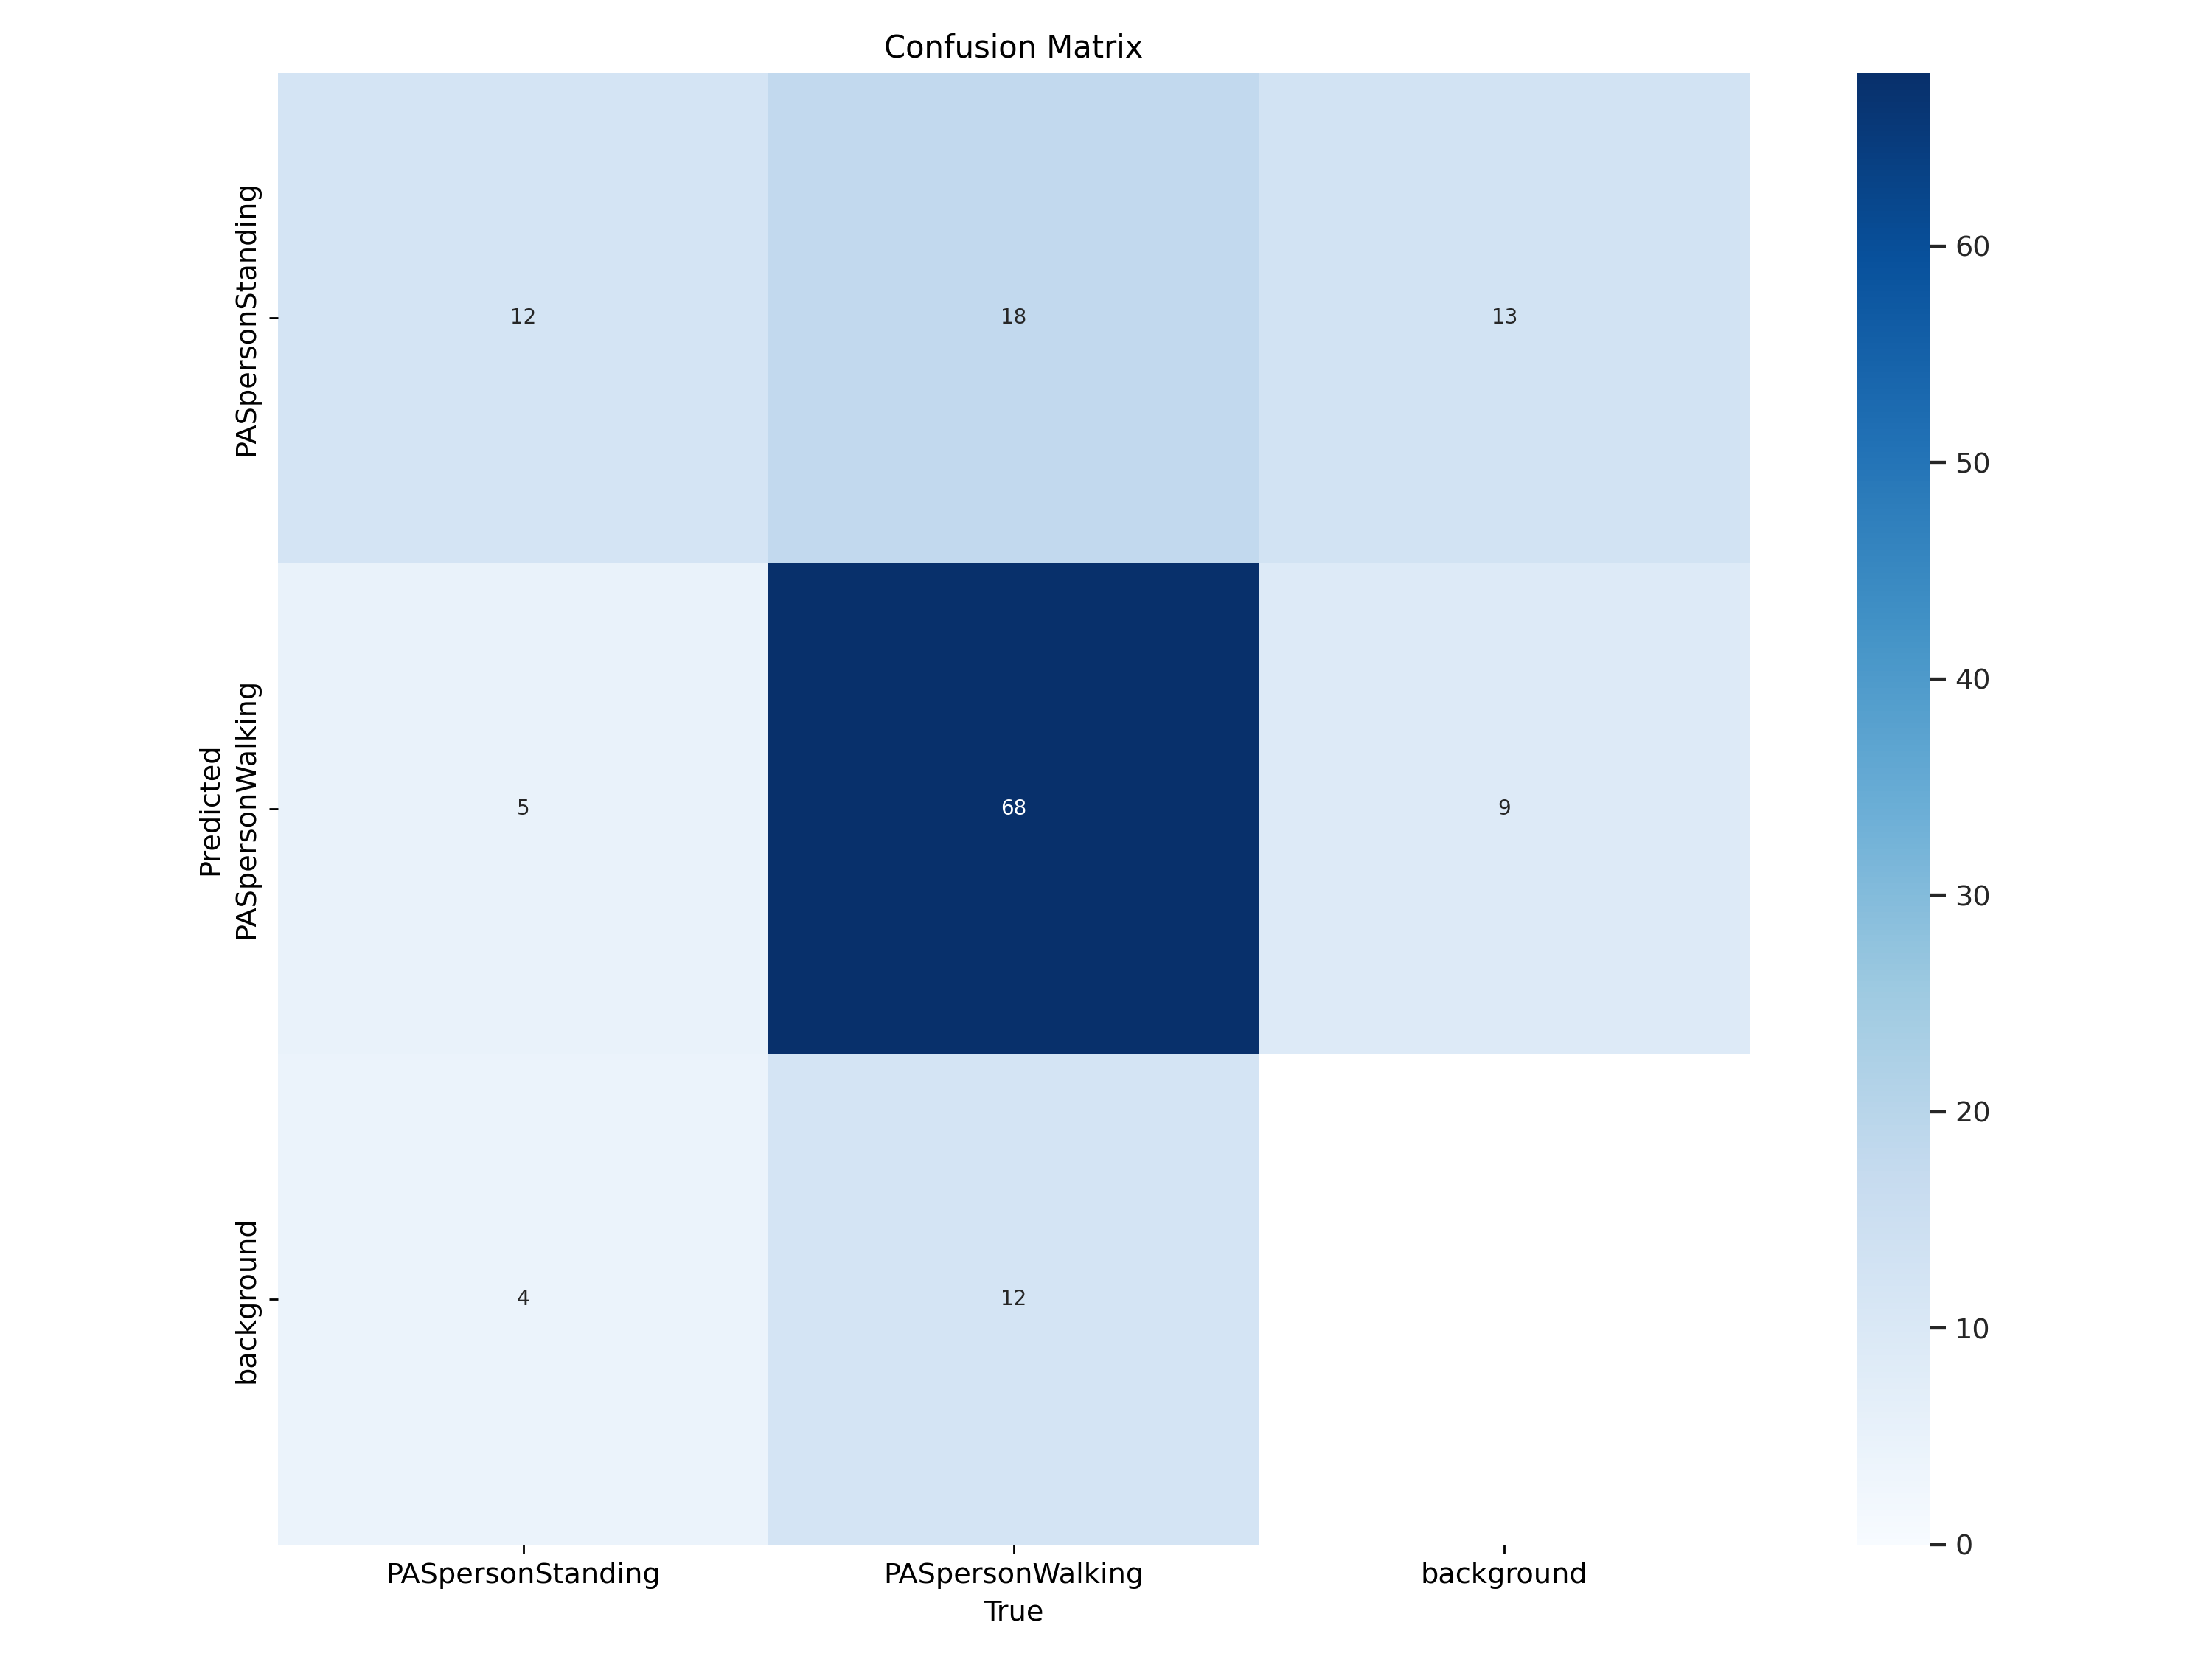 Confusion Matrix
PASpersonStanding
12
18
13
60
50
40
Predicted
PASpersonWalking
5
68
9
30
20
background
4
12
10
0
PASpersonStanding
PASpersonWalking
background
True